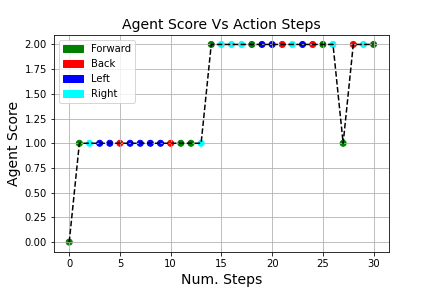 Agent Score Vs Action Steps
Agent Score
2.00
1.75
1.50
1.25
1.00
0.75
0.50
0.25
0.00
Forward
Back
Left
Right
0 5 10 15 20 25 30
Num. Steps